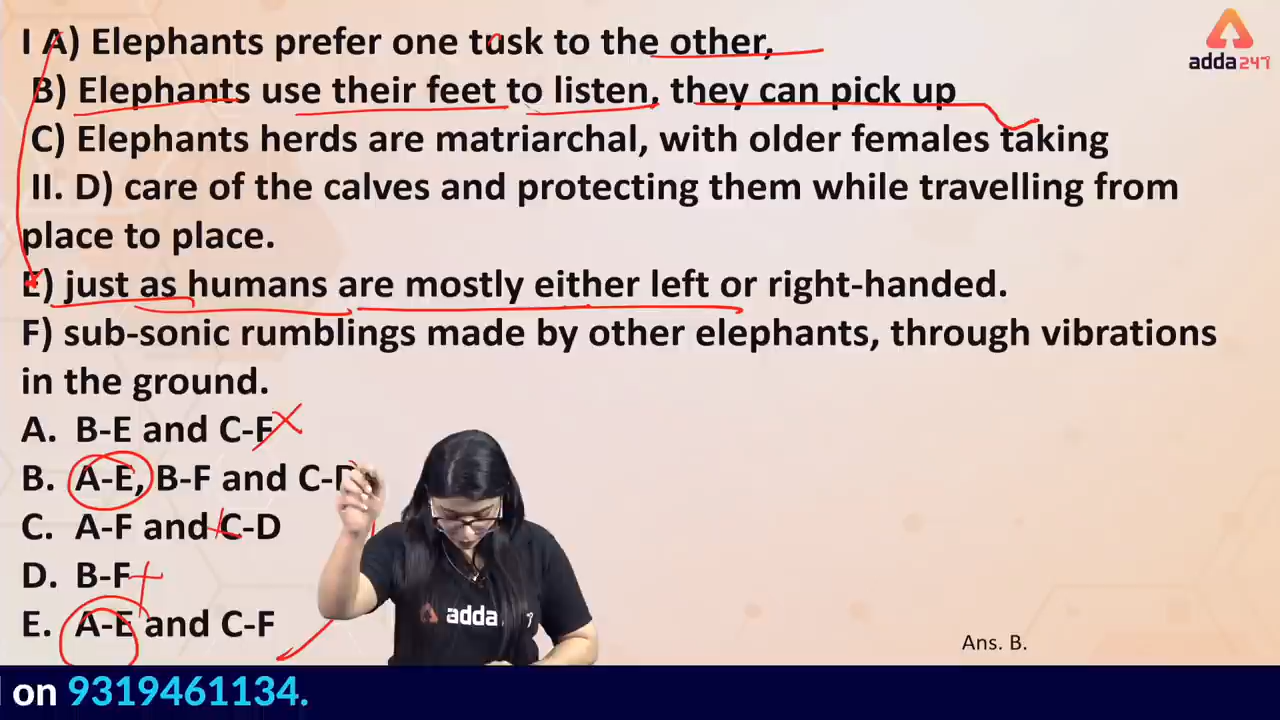 I A) Elephants prefer one tusk to the other,
adda247
B) Elephants use their feet to listen, they can pick up
C) Elephants herds are matriarchal, with older females taking
II. D) care of the calves and protecting them while travelling from
place to place.
E) just as humans are mostly either left or right-handed.
F) sub-sonic rumblings made by other elephants, through vibrations
in the ground.
A. B-E and C-F
B. A-E, B-F and C-D
C. A-F and C-D
D. B-F
E. A-E and C-F
adda
Ans. B.
on 9319461134.